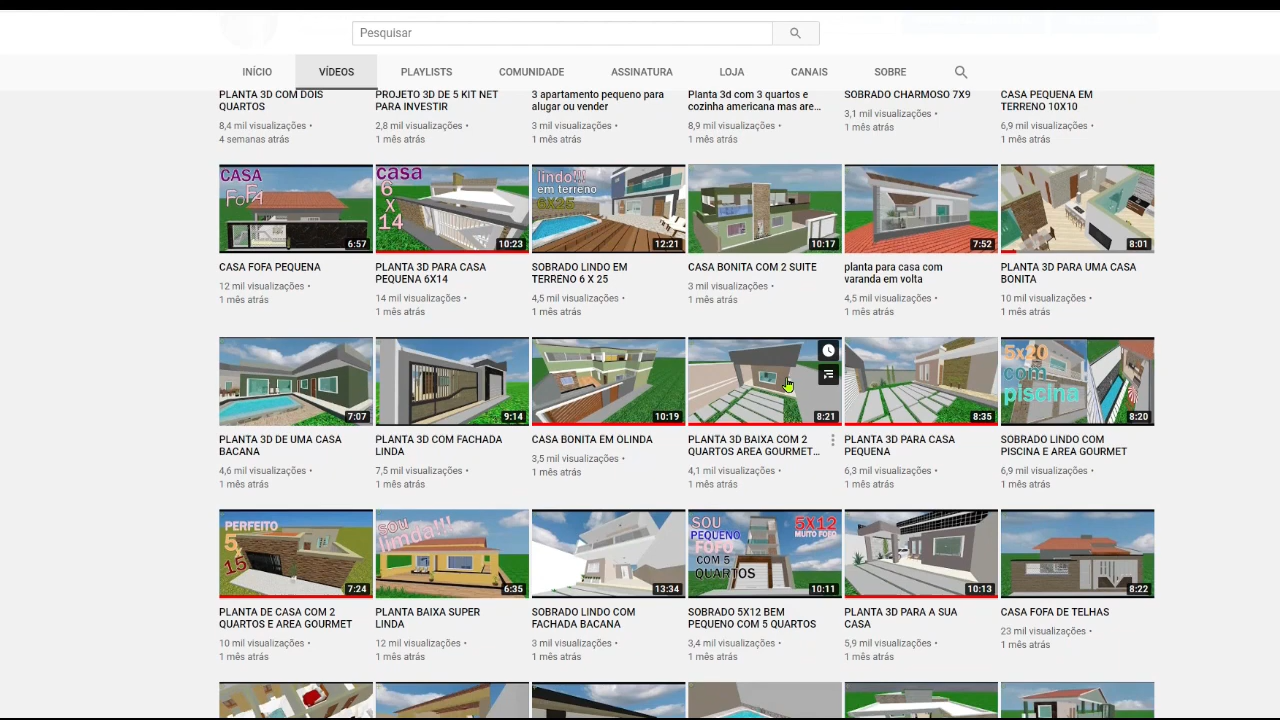 Pesquisar
INÍCIO VÍDEOS PLAYLISTS COMUNIDADE ASSINATURA LOJA CANAIS SOBRE
PLANTA 3D COM DOIS
QUARTOS
8,4 mil visualizações •
4 semanas atrás
PROJETO 3D DE 5 KIT NET
PARA INVESTIR
2,8 mil visualizações •
1 mês atrás
3 apartamento pequeno para
alugar ou vender
3 mil visualizações •
1 mês atrás
Planta 3d com 3 quartos e
cozinha americana mas are...
8,9 mil visualizações •
1 mês atrás
SOBRADO CHARMOSO 7X9
3,1 mil visualizações •
1 mês atrás
CASA PEQUENA EM
TERRENO 10X10
6,9 mil visualizações •
1 mês atrás
CASA
FOFA
6:57
CASA FOFA PEQUENA
12 mil visualizações •
1 mês atrás
casa
6
X
14
10:23
PLANTA 3D PARA CASA
PEQUENA 6X14
14 mil visualizações •
1 mês atrás
lindo!!!
em terreno
6X25
12:21
SOBRADO LINDO EM
TERRENO 6 X 25
4,5 mil visualizações •
1 mês atrás
10:17
CASA BONITA COM 2 SUITE
3 mil visualizações •
1 mês atrás
7:52
planta para casa com
varanda em volta
4,5 mil visualizações •
1 mês atrás
8:01
PLANTA 3D PARA UMA CASA
BONITA
10 mil visualizações •
1 mês atrás
7:07
PLANTA 3D DE UMA CASA
BACANA
4,6 mil visualizações •
1 mês atrás
9:14
PLANTA 3D COM FACHADA
LINDA
7,5 mil visualizações •
1 mês atrás
10:19
CASA BONITA EM OLINDA
3,5 mil visualizações •
1 mês atrás
8:21
PLANTA 3D BAIXA COM 2
QUARTOS AREA GOURMET...
4,1 mil visualizações •
1 mês atrás
8:35
PLANTA 3D PARA CASA
PEQUENA
6,3 mil visualizações •
1 mês atrás
5x20
com
piscina
8:20
SOBRADO LINDO COM
PISCINA E AREA GOURMET
6,9 mil visualizações •
1 mês atrás
PERFEITO
5
15
7:24
PLANTA DE CASA COM 2
QUARTOS E AREA GOURMET
10 mil visualizações •
1 mês atrás
SOU
limda!!!
6:35
PLANTA BAIXA SUPER
LINDA
12 mil visualizações •
1 mês atrás
13:34
SOBRADO LINDO COM
FACHADA BACANA
3 mil visualizações •
1 mês atrás
SOU
PEQUENO
FOFO
COM 5
QUARTOS
5X12
MUITO FOFO
10:11
SOBRADO 5X12 BEM
PEQUENO COM 5 QUARTOS
3,4 mil visualizações •
1 mês atrás
10:13
PLANTA 3D PARA A SUA
CASA
5,9 mil visualizações •
1 mês atrás
8:22
CASA FOFA DE TELHAS
23 mil visualizações •
1 mês atrás